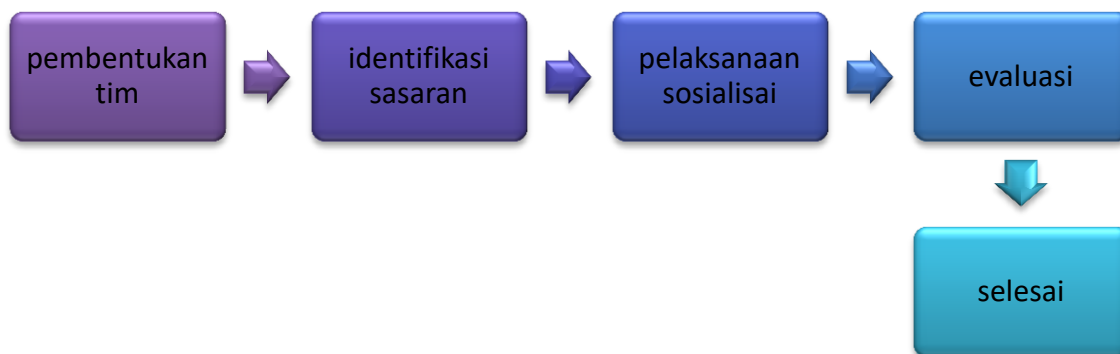 pembentukan
tim
identifikasi
sasaran
pelaksanaan
sosialisai
evaluasi
selesai